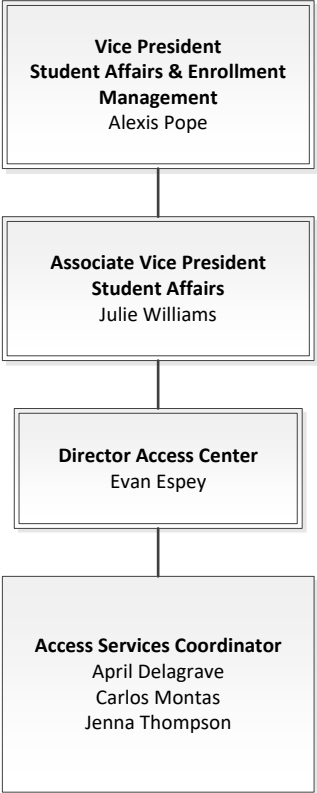 Vice President
Student Affairs & Enrollment
Management
Alexis Pope
Associate Vice President
Student Affairs
Julie Williams
Director Access Center
Evan Espey
Access Services Coordinator
April Delagrave
Carlos Montas
Jenna Thompson